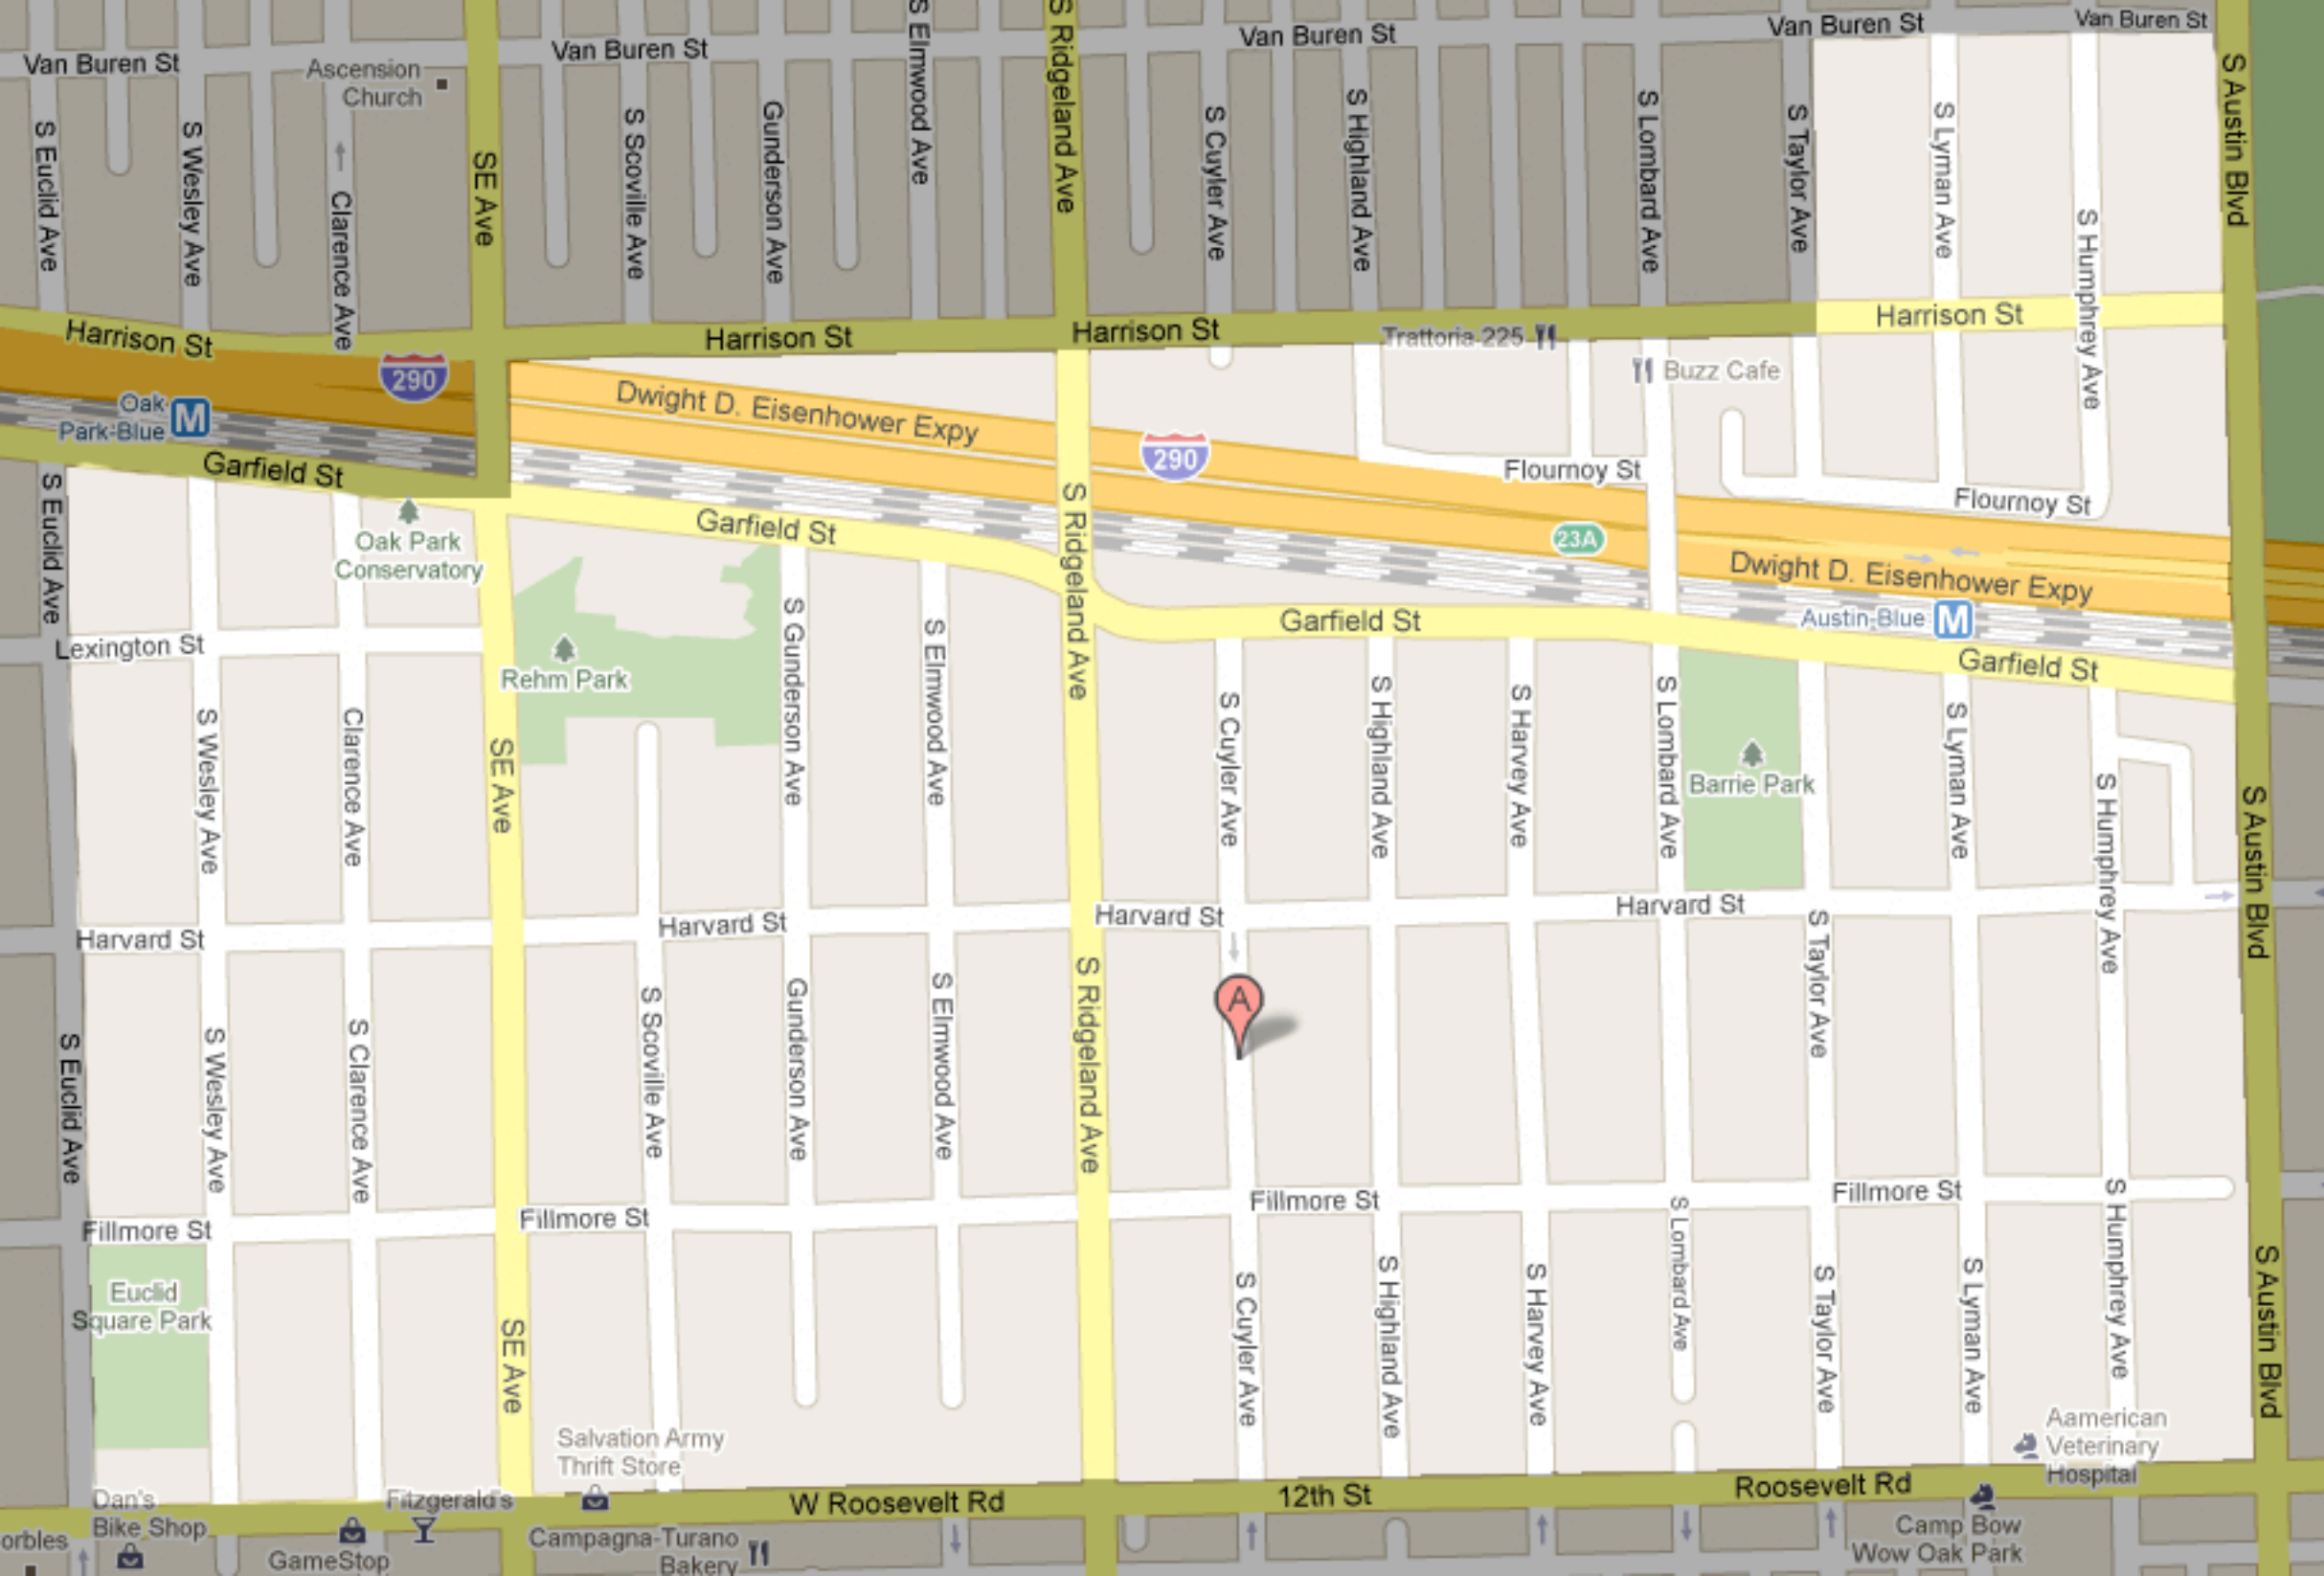 Van Buren St
Van Buren St
Van Buren St
Van Buren St
Van Buren St
Ascension
Church
S Euclid Ave
S Wesley Ave
Clarence Ave
SE Ave
S Scoville Ave
Gunderson Ave
S Elmwood Ave
S Ridgeland Ave
S Cuyler Ave
S Highland Ave
S Lombard Ave
S Taylor Ave
S Lyman Ave
S Humphrey Ave
S Austin Blvd
Harrison St
Harrison St
Harrison St
Harrison St
Trattoria 225
Buzz Cafe
290
Oak
Park-Blue
M
Dwight D. Eisenhower Expy
290
Flournoy St
Flournoy St
Garfield St
23A
Dwight D. Eisenhower Expy
Austin-Blue
M
S Euclid Ave
Oak Park
Conservatory
Garfield St
S Ridgeland Ave
Garfield St
Garfield St
Lexington St
Rehm Park
S Wesley Ave
Clarence Ave
SE Ave
S Gunderson Ave
S Elmwood Ave
S Cuyler Ave
S Highland Ave
S Harvey Ave
S Lombard Ave
Barrie Park
S Lyman Ave
S Humphrey Ave
S Austin Blvd
Harvard St
Harvard St
Harvard St
Harvard St
A
S Euclid Ave
S Wesley Ave
S Clarence Ave
S Scoville Ave
Gunderson Ave
S Elmwood Ave
S Ridgeland Ave
S Taylor Ave
Fillmore St
Fillmore St
Fillmore St
Fillmore St
Euclid
Square Park
SE Ave
S Cuyler Ave
S Highland Ave
S Harvey Ave
S Lombard Ave
S Taylor Ave
S Lyman Ave
S Humphrey Ave
S Austin Blvd
Salvation Army
Thrift Store
Aamerican
Veterinary
Hospital
Dan's
Bike Shop
Fitzgerald's
W Roosevelt Rd
12th St
Roosevelt Rd
orbles
GameStop
Campagna-Turano
Bakery
Camp Bow
Wow Oak Park